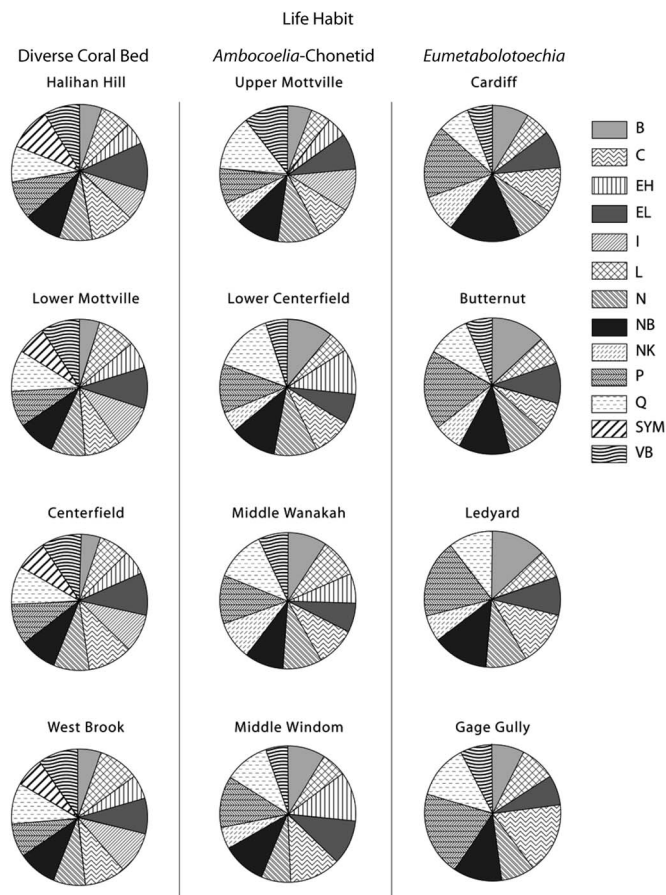 Life Habit
Diverse Coral Bed
Ambocoelia-Chonetid
Eumetabolotoechia
Halihan Hill
Upper Mottville
Cardiff
Lower Mottville
Lower Centerfield
Butternut
Centerfield
Middle Wanakah
Ledyard
West Brook
Middle Windom
Gage Gully
B
C
EH
EL
I
L
N
NB
NK
P
Q
SYM
VB